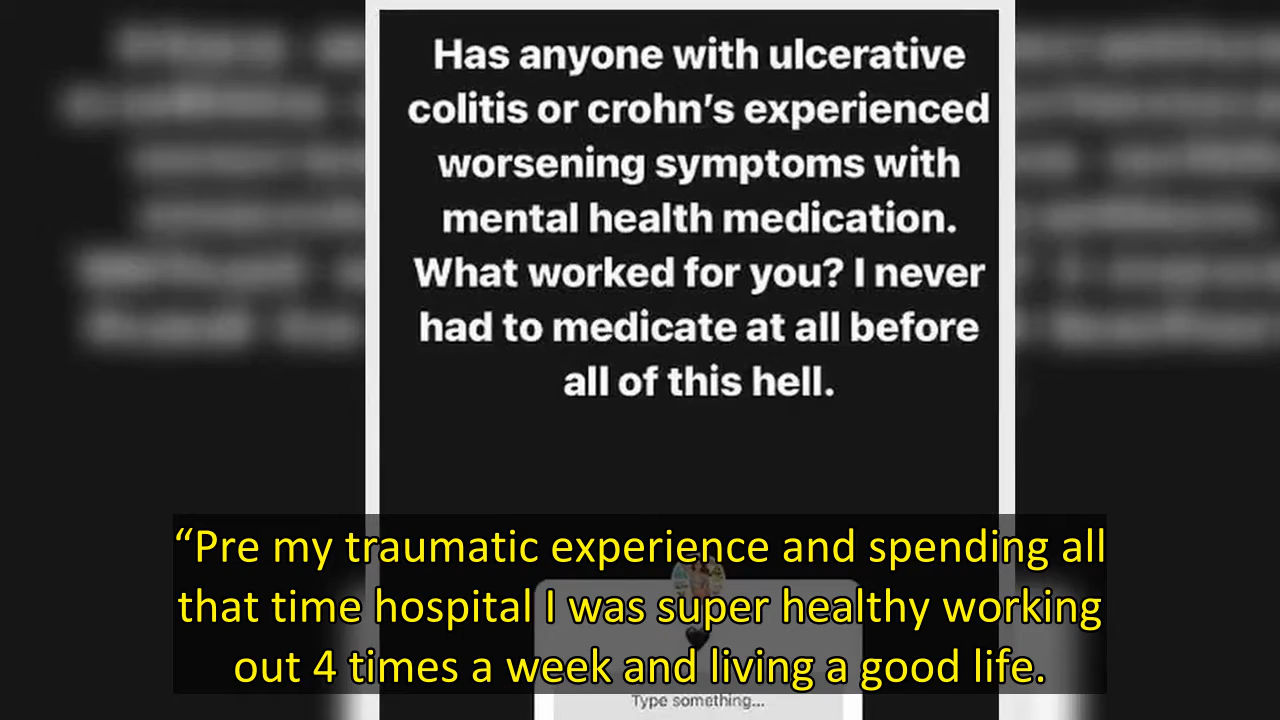 Has anyone with ulcerative
colitis or crohn’s experienced
worsening symptoms with
mental health medication.
What worked for you? I never
had to medicate at all before
all of this hell.
“Pre my traumatic experience and spending all
that time hospital I was super healthy working
out 4 times a week and living a good life.
Type something...